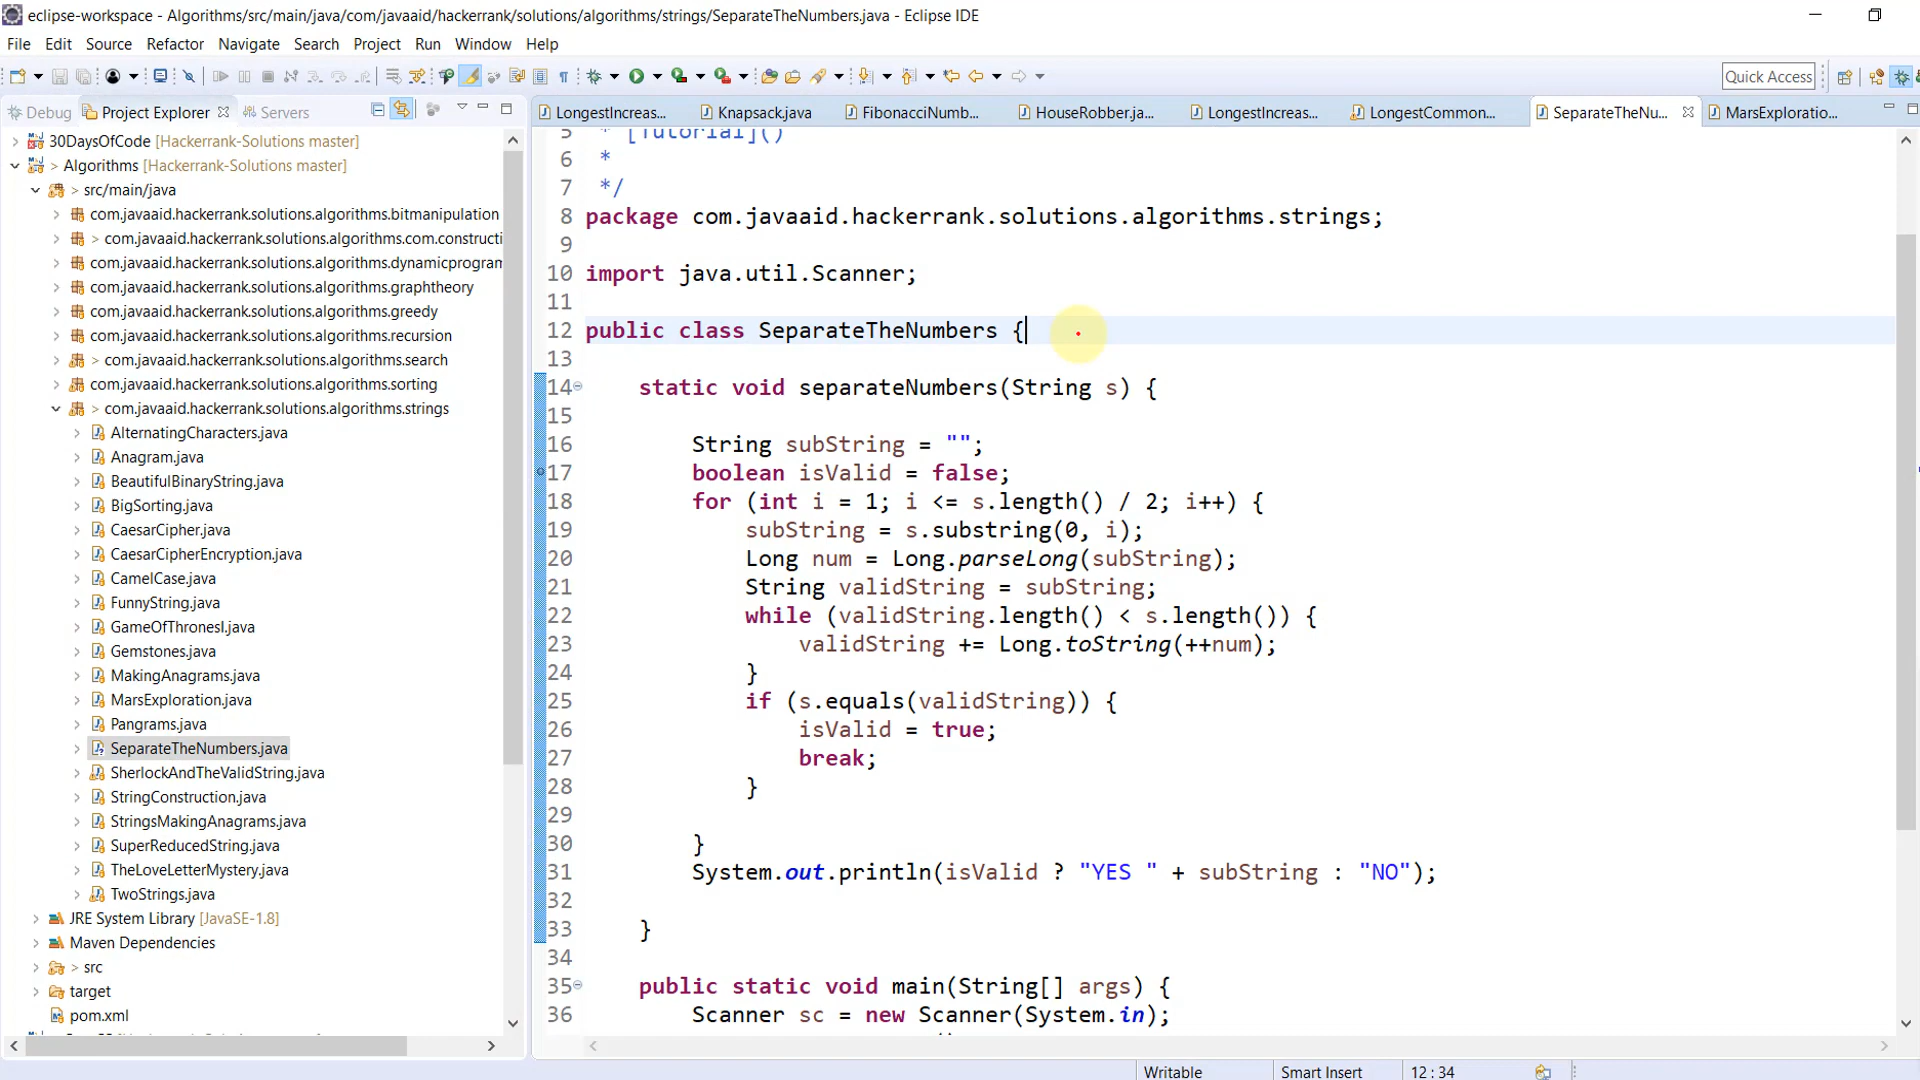 eclipse-workspace - Algorithms/src/main/java/com/javaaid/hackerrank/solutions/algorithms/strings/SeparateTheNumbers.java - Eclipse IDE
File Edit Source Refactor Navigate Search Project Run Window Help
Quick Access
Debug Project Explorer Servers
LongestIncreas... Knapsack.java FibonacciNumb... HouseRobber.ja... LongestIncreas... LongestCommon... SeparateTheNu... MarsExploratio...
30DaysOfCode [Hackerrank-Solutions master]
> Algorithms [Hackerrank-Solutions master]
> src/main/java
com.javaaid.hackerrank.solutions.algorithms.bitmanipulation
> com.javaaid.hackerrank.solutions.algorithms.com.constructi
com.javaaid.hackerrank.solutions.algorithms.dynamicprogram
com.javaaid.hackerrank.solutions.algorithms.graphtheory
com.javaaid.hackerrank.solutions.algorithms.greedy
com.javaaid.hackerrank.solutions.algorithms.recursion
> com.javaaid.hackerrank.solutions.algorithms.search
com.javaaid.hackerrank.solutions.algorithms.sorting
> com.javaaid.hackerrank.solutions.algorithms.strings
AlternatingCharacters.java
Anagram.java
BeautifulBinaryString.java
BigSorting.java
CaesarCipher.java
CaesarCipherEncryption.java
CamelCase.java
FunnyString.java
GameOfThronesI.java
Gemstones.java
MakingAnagrams.java
MarsExploration.java
Pangrams.java
SeparateTheNumbers.java
SherlockAndTheValidString.java
StringConstruction.java
StringsMakingAnagrams.java
SuperReducedString.java
TheLoveLetterMystery.java
TwoStrings.java
JRE System Library [JavaSE-1.8]
Maven Dependencies
> src
target
pom.xml
5 * [Tutorial]()
6 *
7 */
8 package com.javaaid.hackerrank.solutions.algorithms.strings;
9
10 import java.util.Scanner;
11
12 public class SeparateTheNumbers {
13
14 static void separateNumbers(String s) {
15
16 String subString = "";
17 boolean isValid = false;
18 for (int i = 1; i <= s.length() / 2; i++) {
19 subString = s.substring(0, i);
20 Long num = Long.parseLong(subString);
21 String validString = subString;
22 while (validString.length() < s.length()) {
23 validString += Long.toString(++num);
24 }
25 if (s.equals(validString)) {
26 isValid = true;
27 break;
28 }
29
30 }
31 System.out.println(isValid ? "YES " + subString : "NO");
32
33 }
34
35 public static void main(String[] args) {
36 Scanner sc = new Scanner(System.in);
Writable Smart Insert 12 : 34